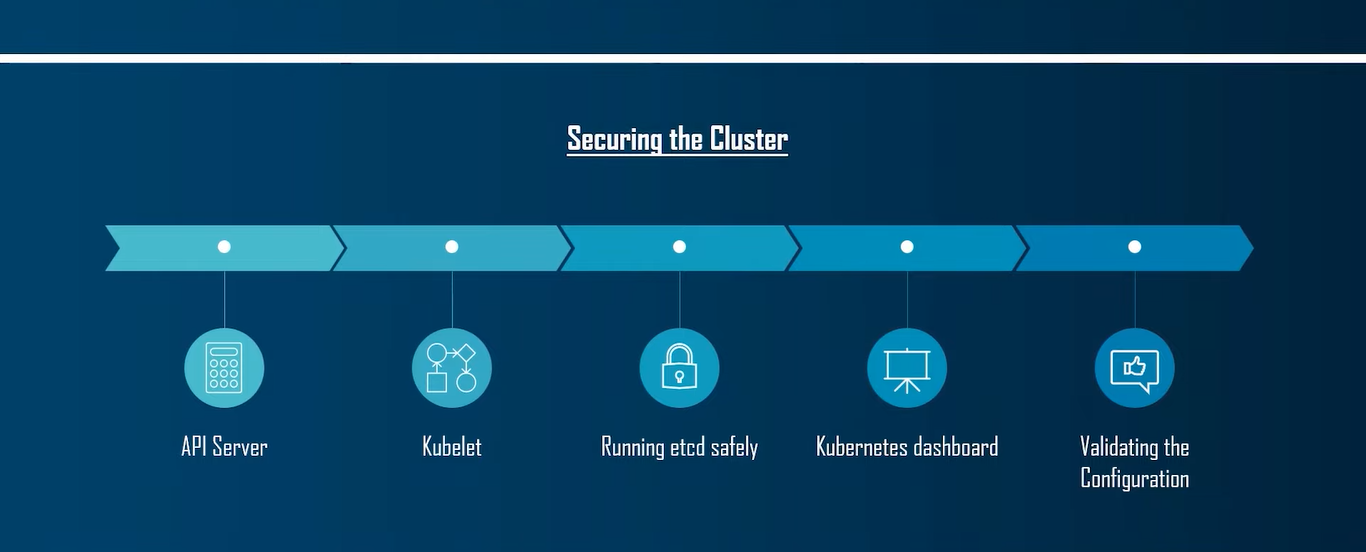 Securing the Cluster
API Server
Kubelet
Running etcd safely
Kubernetes dashboard
Validating the
Configuration